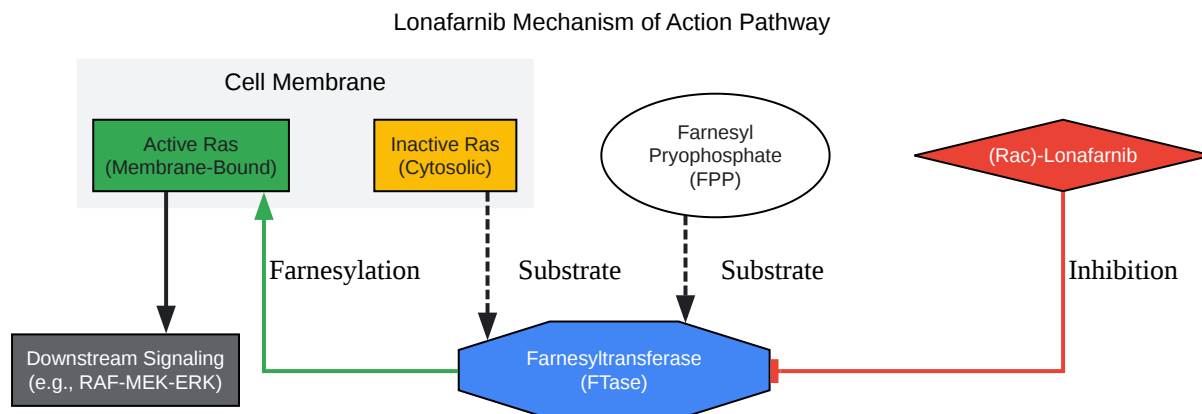 Lonafarnib Mechanism of Action Pathway
Cell Membrane
Active Ras
(Membrane-Bound)
Inactive Ras
(Cytosolic)
Farnesyl
Pryophosphate
(FPP)
(Rac)-Lonafarnib
Farnesylation
Substrate
Substrate
Inhibition
Downstream Signaling
(e.g., RAF-MEK-ERK)
Farnesyltransferase
(FTase)